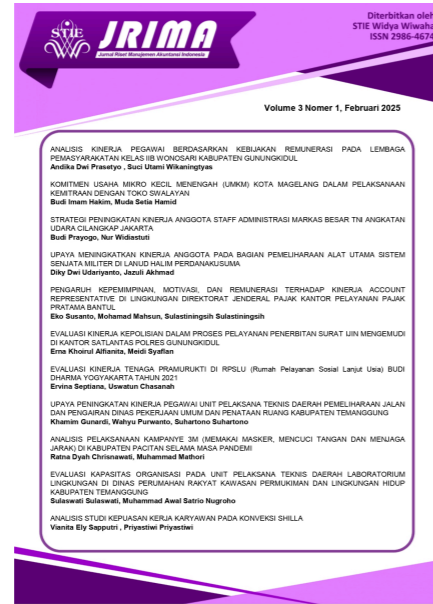 Diterbitkan oleh
STIE Widya Wiwaha
ISSN 2986-4674
STIE
JRIMA
Jurnal Riset Manajemen Akuntansi Indonesia
Volume 3 Nomer 1, Februari 2025
ANALISIS KINERJA PEGAWAI BERDASARKAN KEBIJAKAN REMUNERASI PADA LEMBAGA
PEMASYARAKATAN KELAS IIB WONOSARI KABUPATEN GUNUNGKIDUL
Andika Dwi Prasetyo , Suci Utami Wikaningtyas
KOMITMEN USAHA MIKRO KECIL MENENGAH (UMKM) KOTA MAGELANG DALAM PELAKSANAAN
KEMITRAAN DENGAN TOKO SWALAYAN
Budi Imam Hakim, Muda Setia Hamid
STRATEGI PENINGKATAN KINERJA ANGGOTA STAFF ADMINISTRASI MARKAS BESAR TNI ANGKATAN
UDARA CILANGKAP JAKARTA
Budi Prayogo, Nur Widiastuti
UPAYA MENINGKATKAN KINERJA ANGGOTA PADA BAGIAN PEMELIHARAAN ALAT UTAMA SISTEM
SENJATA MILITER DI LANUD HALIM PERDANAKUSUMA
Diky Dwi Udariyanto, Jazuli Akhmad
PENGARUH KEPEMIMPINAN, MOTIVASI, DAN REMUNERASI TERHADAP KINERJA ACCOUNT
REPRESENTATIVE DI LINGKUNGAN DIREKTORAT JENDERAL PAJAK KANTOR PELAYANAN PAJAK
PRATAMA BANTUL
Eko Susanto, Mohamad Mahsun, Sulastiningsih Sulastiningsih
EVALUASI KINERJA KEPOLISIAN DALAM PROSES PELAYANAN PENERBITAN SURAT IJIN MENGEMUDI
DI KANTOR SATLANTAS POLRES GUNUNGKIDUL
Erna Khoirul Alfianita, Meidi Syaflan
EVALUASI KINERJA TENAGA PRAMURUKTI DI RPSLU (Rumah Pelayanan Sosial Lanjut Usia) BUDI
DHARMA YOGYAKARTA TAHUN 2021
Ervina Septiana, Uswatun Chasanah
UPAYA PENINGKATAN KINERJA PEGAWAI UNIT PELAKSANA TEKNIS DAERAH PEMELIHARAAN JALAN
DAN PENGAIRAN DINAS PEKERJAAN UMUM DAN PENATAAN RUANG KABUPATEN TEMANGGUNG
Khamim Gunardi, Wahyu Purwanto, Suhartono Suhartono
ANALISIS PELAKSANAAN KAMPANYE 3M (MEMAKAI MASKER, MENCUCI TANGAN DAN MENJAGA
JARAK) DI KABUPATEN PACITAN SELAMA MASA PANDEMI
Ratna Dyah Chrisnawati, Muhammad Mathori
EVALUASI KAPASITAS ORGANISASI PADA UNIT PELAKSANA TEKNIS DAERAH LABORATORIUM
LINGKUNGAN DI DINAS PERUMAHAN RAKYAT KAWASAN PERMUKIMAN DAN LINGKUNGAN HIDUP
KABUPATEN TEMANGGUNG
Sulaswati Sulaswati, Muhammad Awal Satrio Nugroho
ANALISIS STUDI KEPUASAN KERJA KARYAWAN PADA KONVEKSI SHILLA
Vianita Ely Sapputri , Priyastiwi Priyastiwi